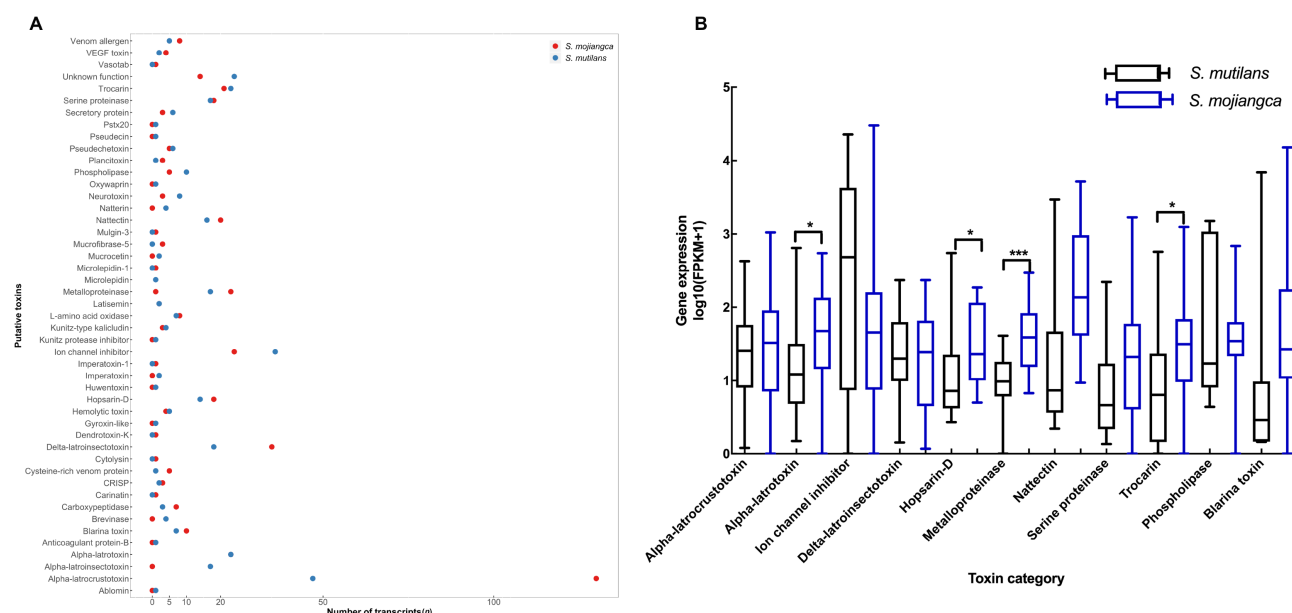 A
Venom allergen
VEGF toxin
Vasotab
Unknown function
Trocarin
Serine proteinase
Secretory protein
Pstx20
Pseudecin
Pseudechetoxin
Plancitoxin
Phospholipase
Oxywaprin
Neurotoxin
Natterin
Nattectin
Mulgin-3
Mucrofibrase-5
Mucrocetin
Microlepidin-1
Microlepidin
Metalloproteinase
Latisemin
L-amino acid oxidase
Kunitz-type kalicludin
Kunitz protease inhibitor
Ion channel inhibitor
Imperatoxin-1
Imperatoxin
Huwentoxin
Hopsarin-D
Hemolytic toxin
Gyroxin-like
Dendrotoxin-K
Delta-latroinsectotoxin
Cytolysin
Cysteine-rich venom protein
CRISP
Carinatin
Carboxypeptidase
Brevinase
Blarina toxin
Anticoagulant protein-B
Alpha-latrotoxin
Alpha-latroinsectotoxin
Alpha-latrocrustotoxin
Ablomin
Putative toxins
0 5 10 20 50 100
Number of transcripts(n)
S. mojiangca
S. mutilans
B
S. mutilans
S. mojiangca
Gene expression
log10(FPKM+1)
5
4
3
2
1
0
*
*
***
*
Alpha-latrocrustotoxin
Alpha-latrotoxin
Ion channel inhibitor
Delta-latroinsectotoxin
Hopsarin-D
Metalloproteinase
Nattectin
Serine proteinase
Trocarin
Phospholipase
Blarina toxin
Toxin category